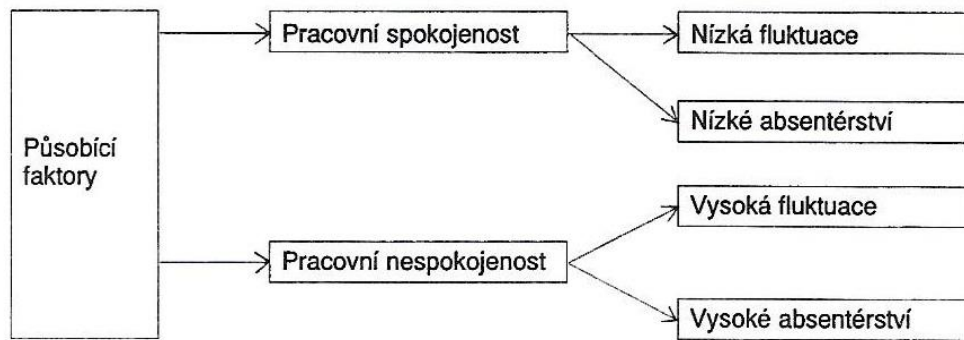 Pracovní spokojenost
Nízká fluktuace
Nízké absentérství
Působící
faktory
Vysoká fluktuace
Pracovní nespokojenost
Vysoké absentérství